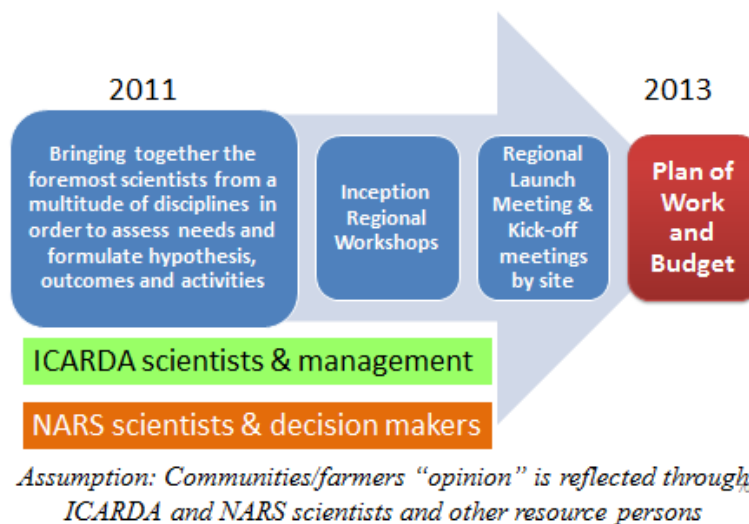 2011
2013
Bringing together the
foremost scientists from a
multitude of disciplines in
order to assess needs and
formulate hypothesis,
outcomes and activities
Inception
Regional
Workshops
Regional
Launch
Meeting &
Kick-off
meetings
by site
Plan of
Work
and
Budget
ICARDA scientists & management
NARS scientists & decision makers
Assumption: Communities/farmers “opinion” is reflected through
ICARDA and NARS scientists and other resource persons